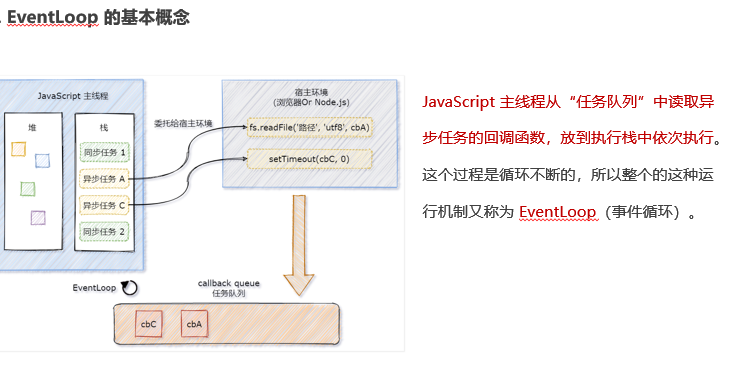 . EventLoop 的基本概念
JavaScript 主线程
堆
栈
同步任务 1
异步任务 A
异步任务 C
同步任务 2
委托给宿主环境
宿主环境
(浏览器Or Node.js)
fs.readFile('路径', 'utf8', cbA)
setTimeout(cbC, 0)
EventLoop
callback queue
任务队列
cbC
cbA
JavaScript 主线程从“任务队列”中读取异
步任务的回调函数，放到执行栈中依次执行。
这个过程是循环不断的，所以整个的这种运
行机制又称为 EventLoop（事件循环）。